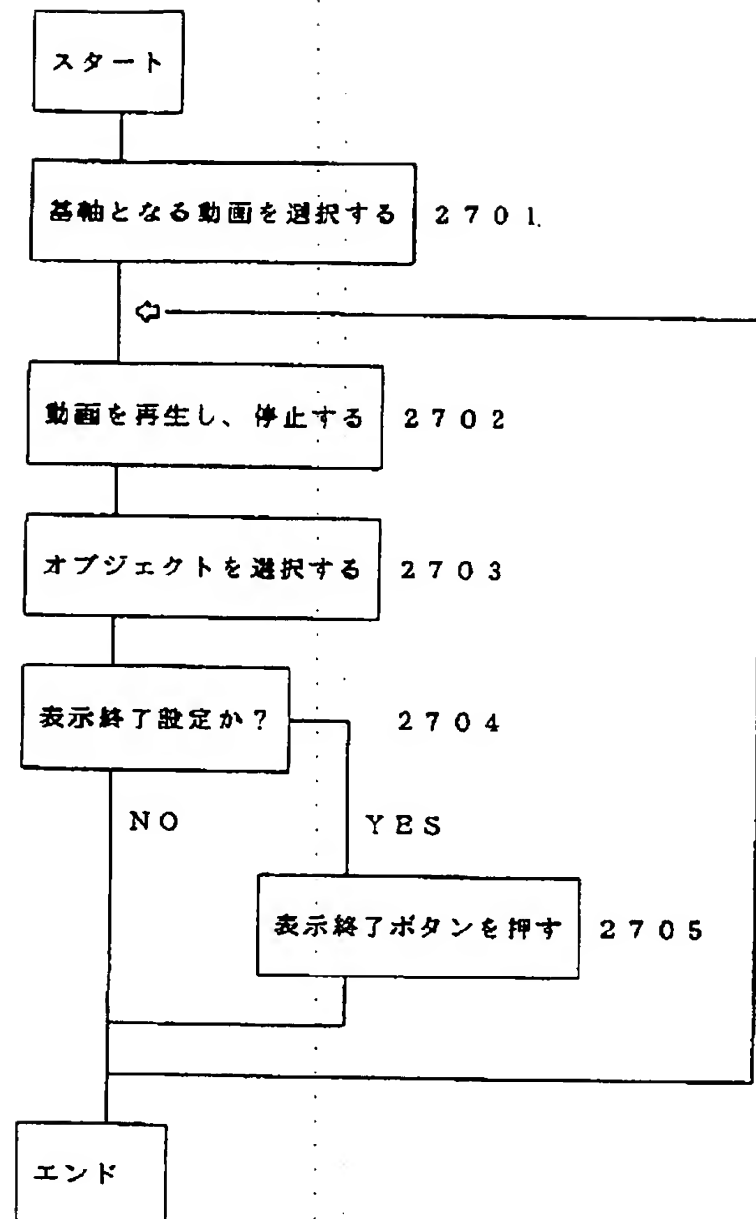 スタート
基軸となる動画を選択する 2701.
動画を再生し、停止する 2702
オブジェクトを選択する 2703
表示終了設定か? 2704
NO YES
表示終了ボタンを押す 2705
エンド